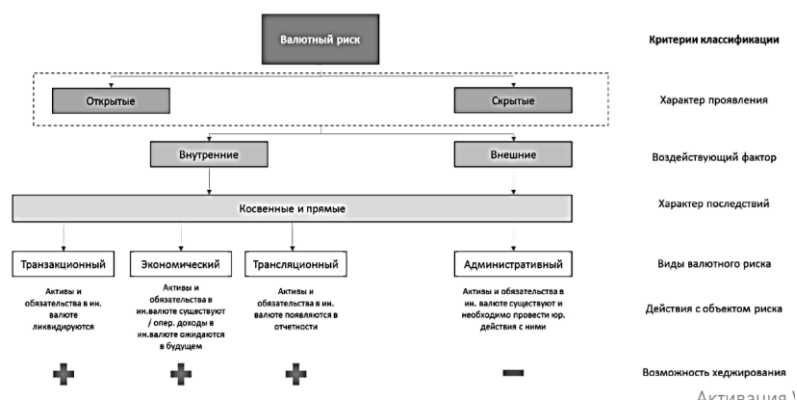 Валютный риск
Критерии классификации
Открытые
Скрытые
Характер проявления
Внутренние
Внешние
Воздействующий фактор
Косвенные и прямые
Характер последствий
Транзакционный
Экономический
Трансляционный
Административный
Виды валютного риска
Активы и
обязательства в ин.
валюте
ликвидируются
Активы и
обязательства в
ин.валюте существуют
/ опер. доходы в
ин.валюте ожидаются
в будущем
Активы и
обязательства в ин.
валюте появляются в
отчетности
Активы и обязательства в
ин. валюте существуют и
необходимо провести юр.
действия с ними
Действия с объектом риска
Возможность хеджирования
Активация